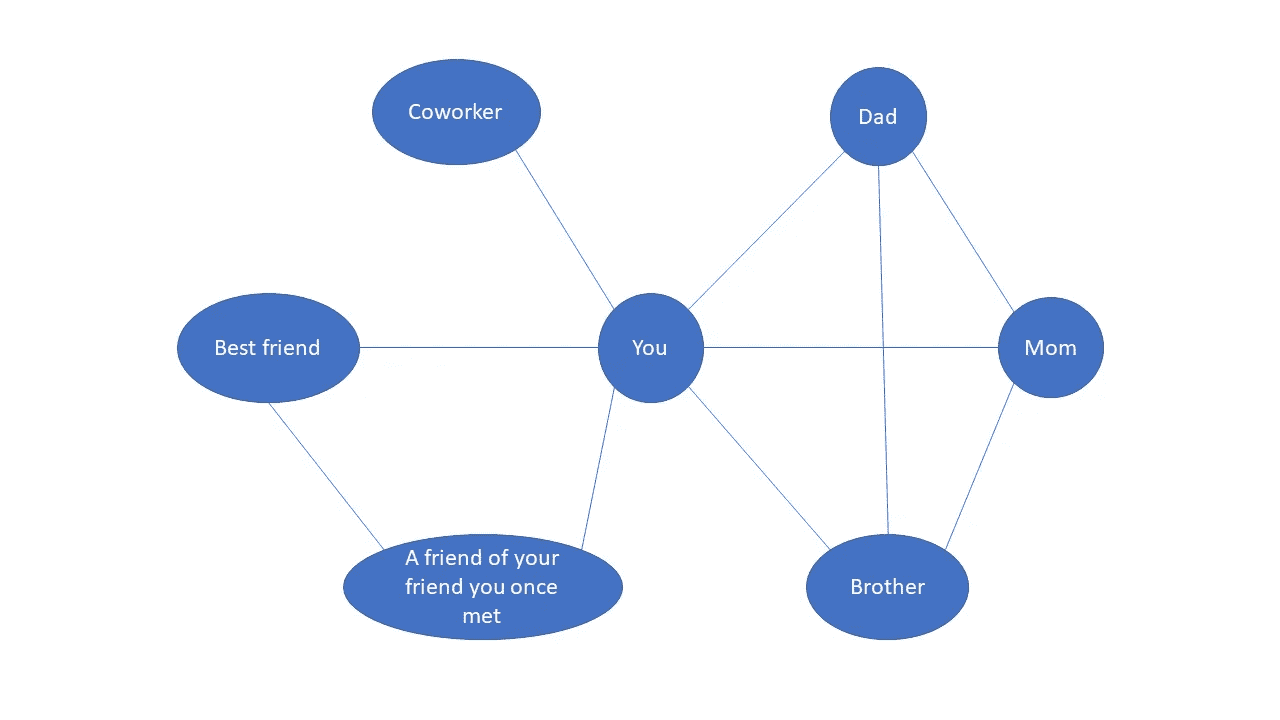 Coworker
Dad
Best friend
You
Mom
A friend of your
friend you once
met
Brother